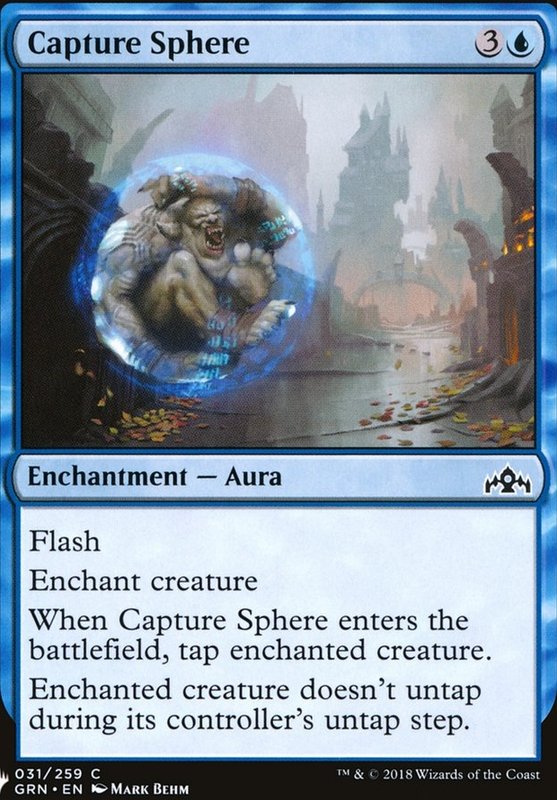 Capture Sphere 3
Enchantment — Aura
Flash
Enchant creature
When Capture Sphere enters the
battlefield, tap enchanted creature.
Enchanted creature doesn't untap
during its controller's untap step.
031/259 C
GRN • EN MARK BEHM
™ & © 2018 Wizards of the Coast